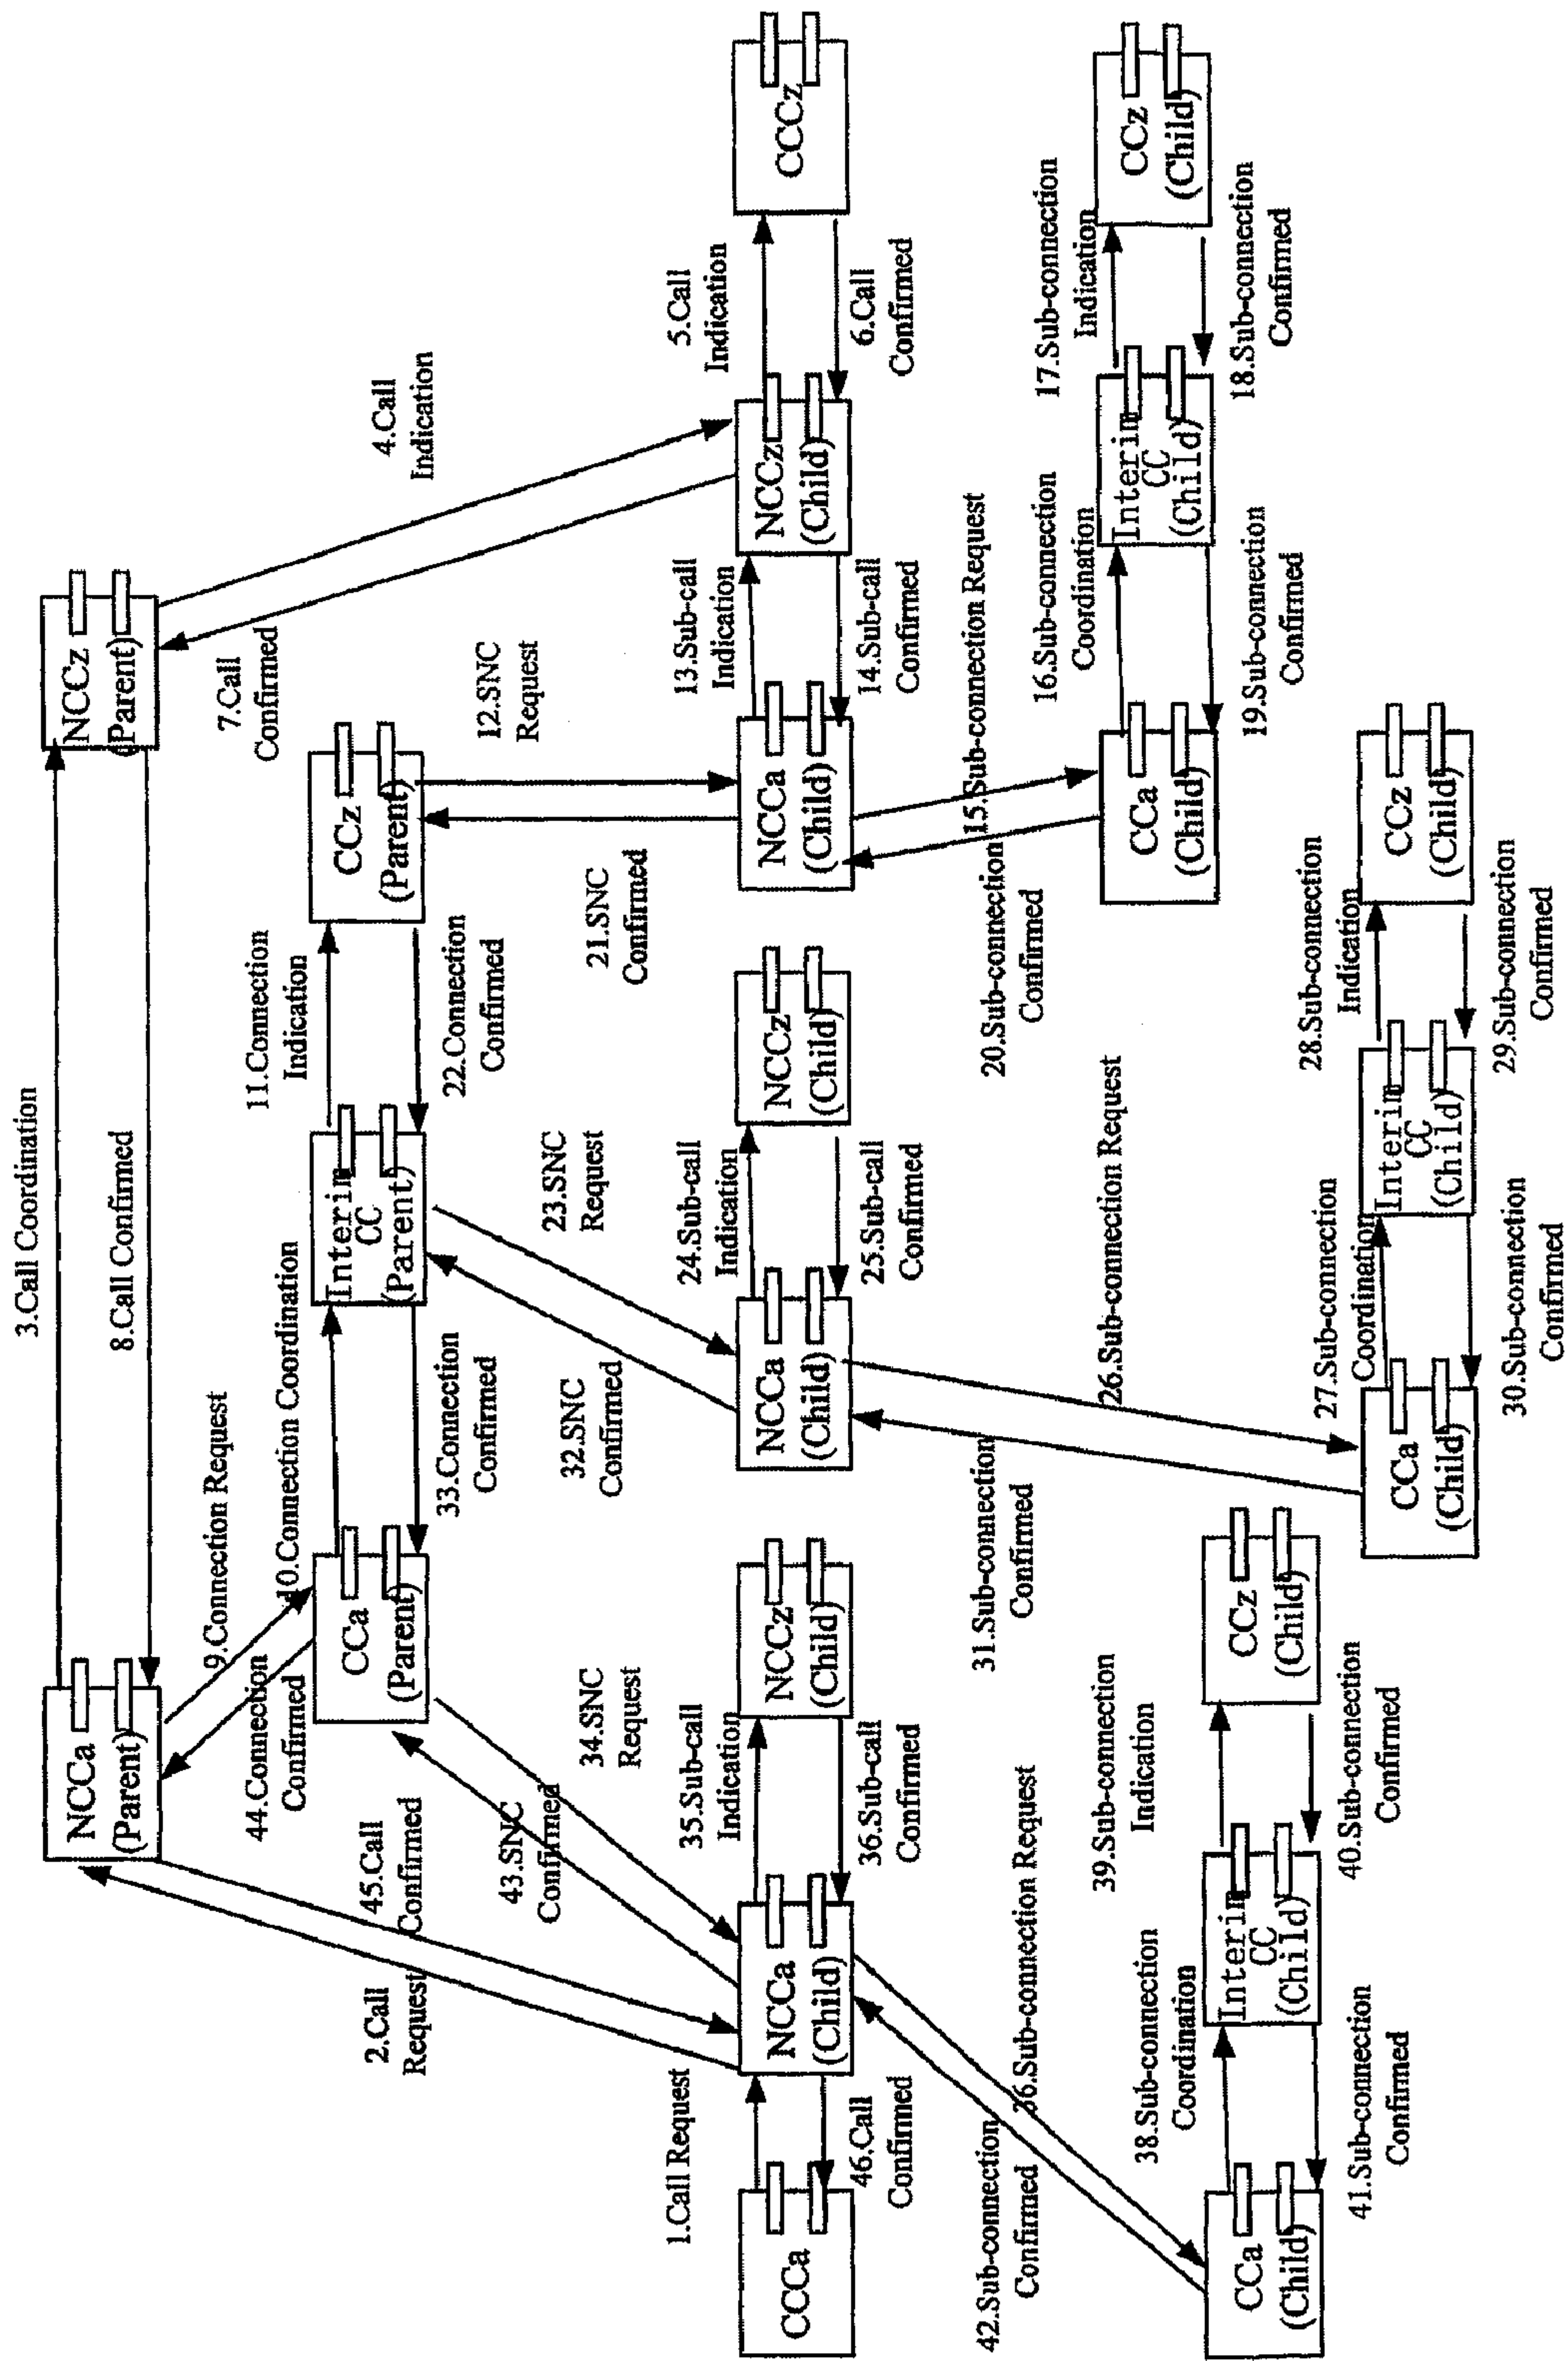 3.Call Coordination
8.Call Confirmed
NCCa
(Parent)
NCCz
(Parent)
9.Connection Request
44.Connection
Confirmed
7.Call
Confirmed
4.Call
Indication
10.Connection Coordination
11.Connection
Indication
CCa
(Parent)
Interim
CC
(Parent)
CCz
(Parent)
33.Connection
Confirmed
22.Connection
Confirmed
2.Call
Request
45.Call
Confirmed
43.SNC
Confirmed
34.SNC
Request
32.SNC
Confirmed
23.SNC
Request
21.SNC
Confirmed
12.SNC
Request
1.Call Request
35.Sub-call
Indication
24.Sub-call
Indication
13.Sub-call
Indication
5.Call
Indication
CCCa
NCCa
(Child)
NCCz
(Child)
NCCa
(Child)
NCCz
(Child)
NCCa
(Child)
NCCz
(Child)
CCCz
46.Call
Confirmed
36.Sub-call
Confirmed
25.Sub-call
Confirmed
14.Sub-call
Confirmed
6.Call
Confirmed
42.Sub-connection
Confirmed
36.Sub-connection Request
31.Sub-connection
Confirmed
26.Sub-connection Request
20.Sub-connection
Confirmed
15.Sub-connection Request
16.Sub-connection
Coordination
17.Sub-connection
Indication
CCa
(Child)
Interim
CC
(Child)
CCz
(Child)
19.Sub-connection
Confirmed
18.Sub-connection
Confirmed
38.Sub-connection
Coordination
39.Sub-connection
Indication
CCa
(Child)
Interim
CC
(Child)
CCz
(Child)
41.Sub-connection
Confirmed
40.Sub-connection
Confirmed
27.Sub-connection
Coordination
28.Sub-connection
Indication
CCa
(Child)
Interim
CC
(Child)
CCz
(Child)
30.Sub-connection
Confirmed
29.Sub-connection
Confirmed